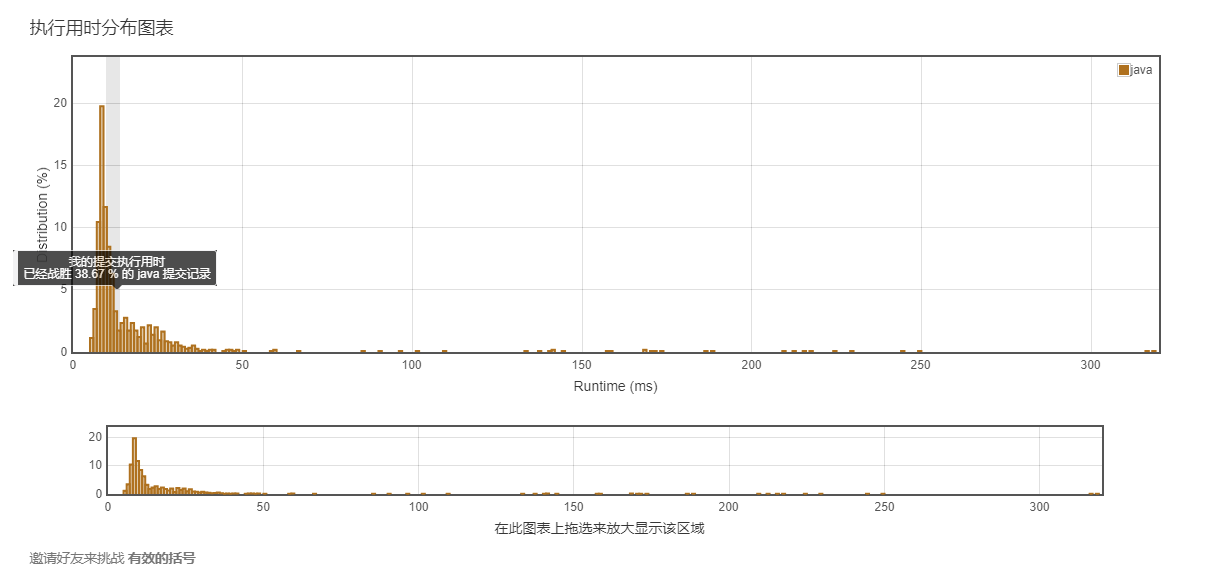 执行用时分布图表
java
20
15
10
5
0
Distribution (%)
我的提交执行用时
已经战胜 38.67 % 的 java 提交记录
0 50 100 150 200 250 300
Runtime (ms)
20
10
0
0 50 100 150 200 250 300
在此图表上拖选来放大显示该区域
邀请好友来挑战 有效的括号